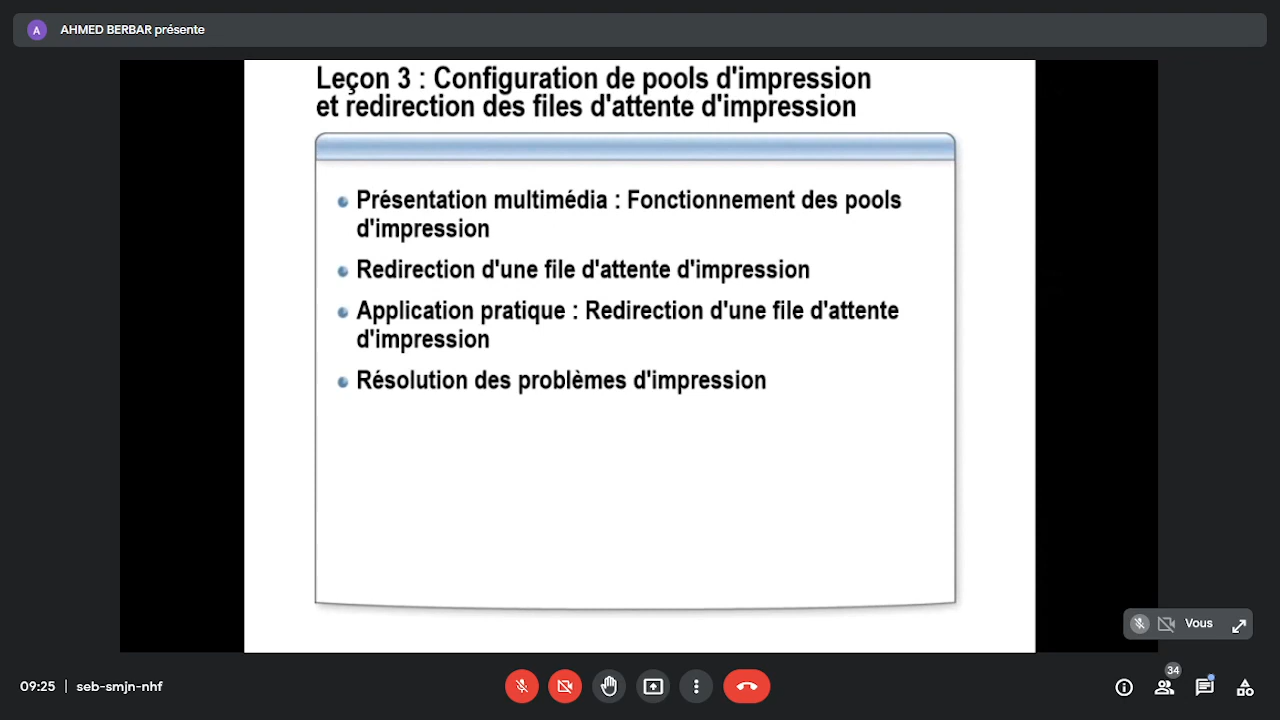 A
AHMED BERBAR présente
Leçon 3 : Configuration de pools d'impression
et redirection des files d'attente d'impression
Présentation multimédia : Fonctionnement des pools
d'impression
Redirection d'une file d'attente d'impression
Application pratique : Redirection d'une file d'attente
d'impression
Résolution des problèmes d'impression
Vous
09:25 | seb-smjn-nhf
34